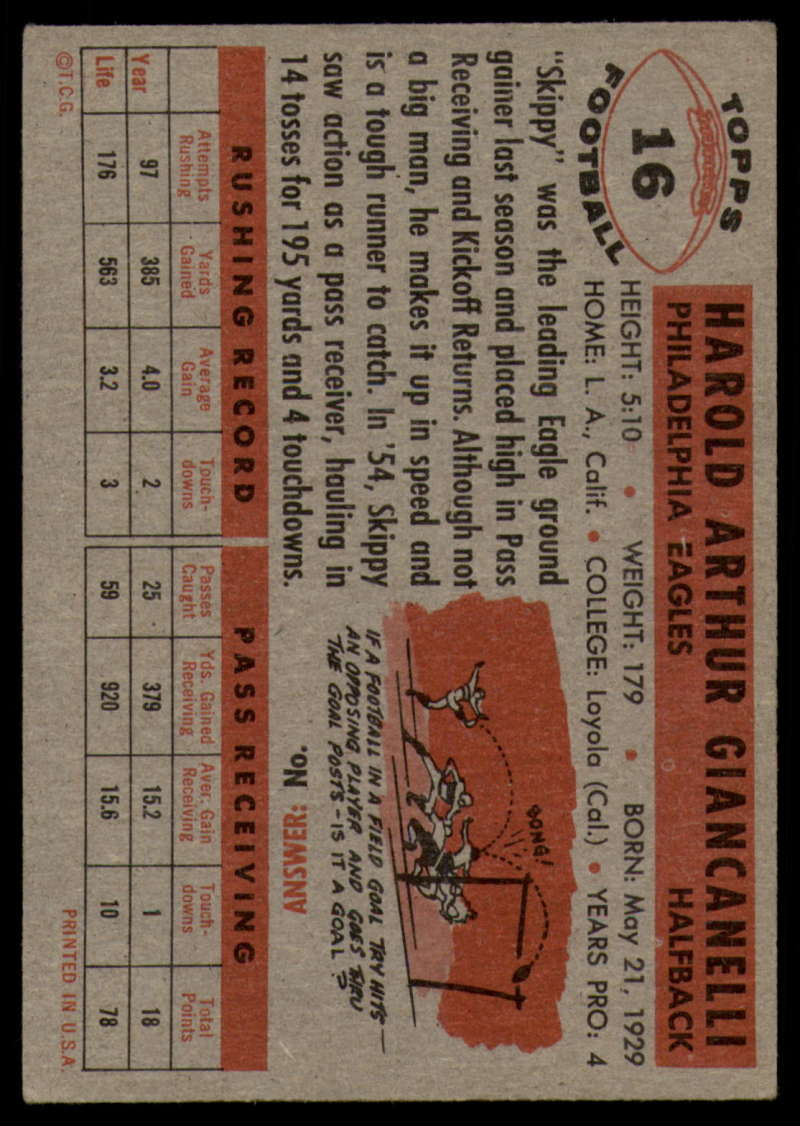 TOPPS
16
FOOTBALL
HAROLD ARTHUR GIANCANELLI
PHILADELPHIA EAGLES HALFBACK
HEIGHT: 5:10 • WEIGHT: 179 • BORN: May 21, 1929
HOME: L. A., Calif. • COLLEGE: Loyola (Cal.) • YEARS PRO: 4
"Skippy" was the leading Eagle ground
gainer last season and placed high in Pass
Receiving and Kickoff Returns. Although not
a big man, he makes it up in speed and
is a tough runner to catch. In '54, Skippy
saw action as a pass receiver, hauling in
14 tosses for 195 yards and 4 touchdowns.
BONG!
IF A FOOTBALL IN A FIELD GOAL TRY HITS
AN OPPOSING PLAYER AND GOES THRU
THE GOAL POSTS - IS IT A GOAL?
ANSWER: No.
RUSHING RECORD PASS RECEIVING
Attempts Rushing Yards Gained Average Gain Touch-downs Passes Caught Yds. Gained Receiving Aver. Gain Receiving Touch-downs Total Points
Year 97 385 4.0 2 25 379 15.2 1 18
Life 176 563 3.2 3 59 920 15.6 10 78
©T.C.G. PRINTED IN U.S.A.